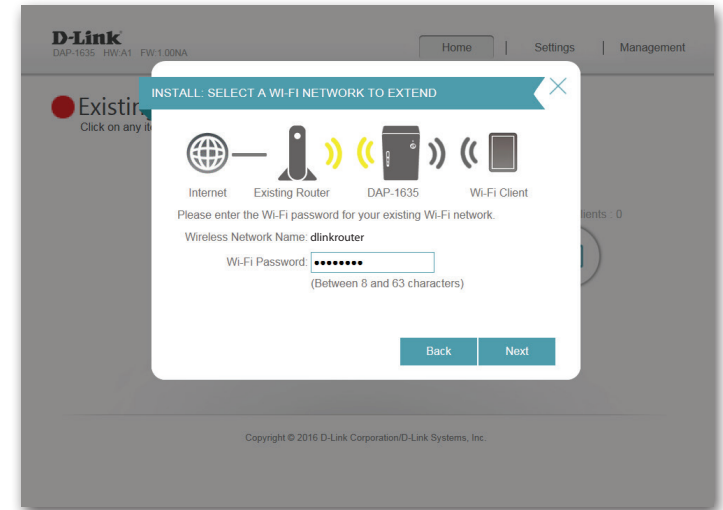 D-Link
DAP-1635 HW:A1 FW:1.00NA
Home | Settings | Management
INSTALL: SELECT A WI-FI NETWORK TO EXTEND
Click on any
Internet Existing Router DAP-1635 Wi-Fi Client
Please enter the Wi-Fi password for your existing Wi-Fi network.
Wireless Network Name: dlinkrouter
Wi-Fi Password: ••••••••
(Between 8 and 63 characters)
: 0
Back Next
Copyright © 2016 D-Link Corporation/D-Link Systems, Inc.